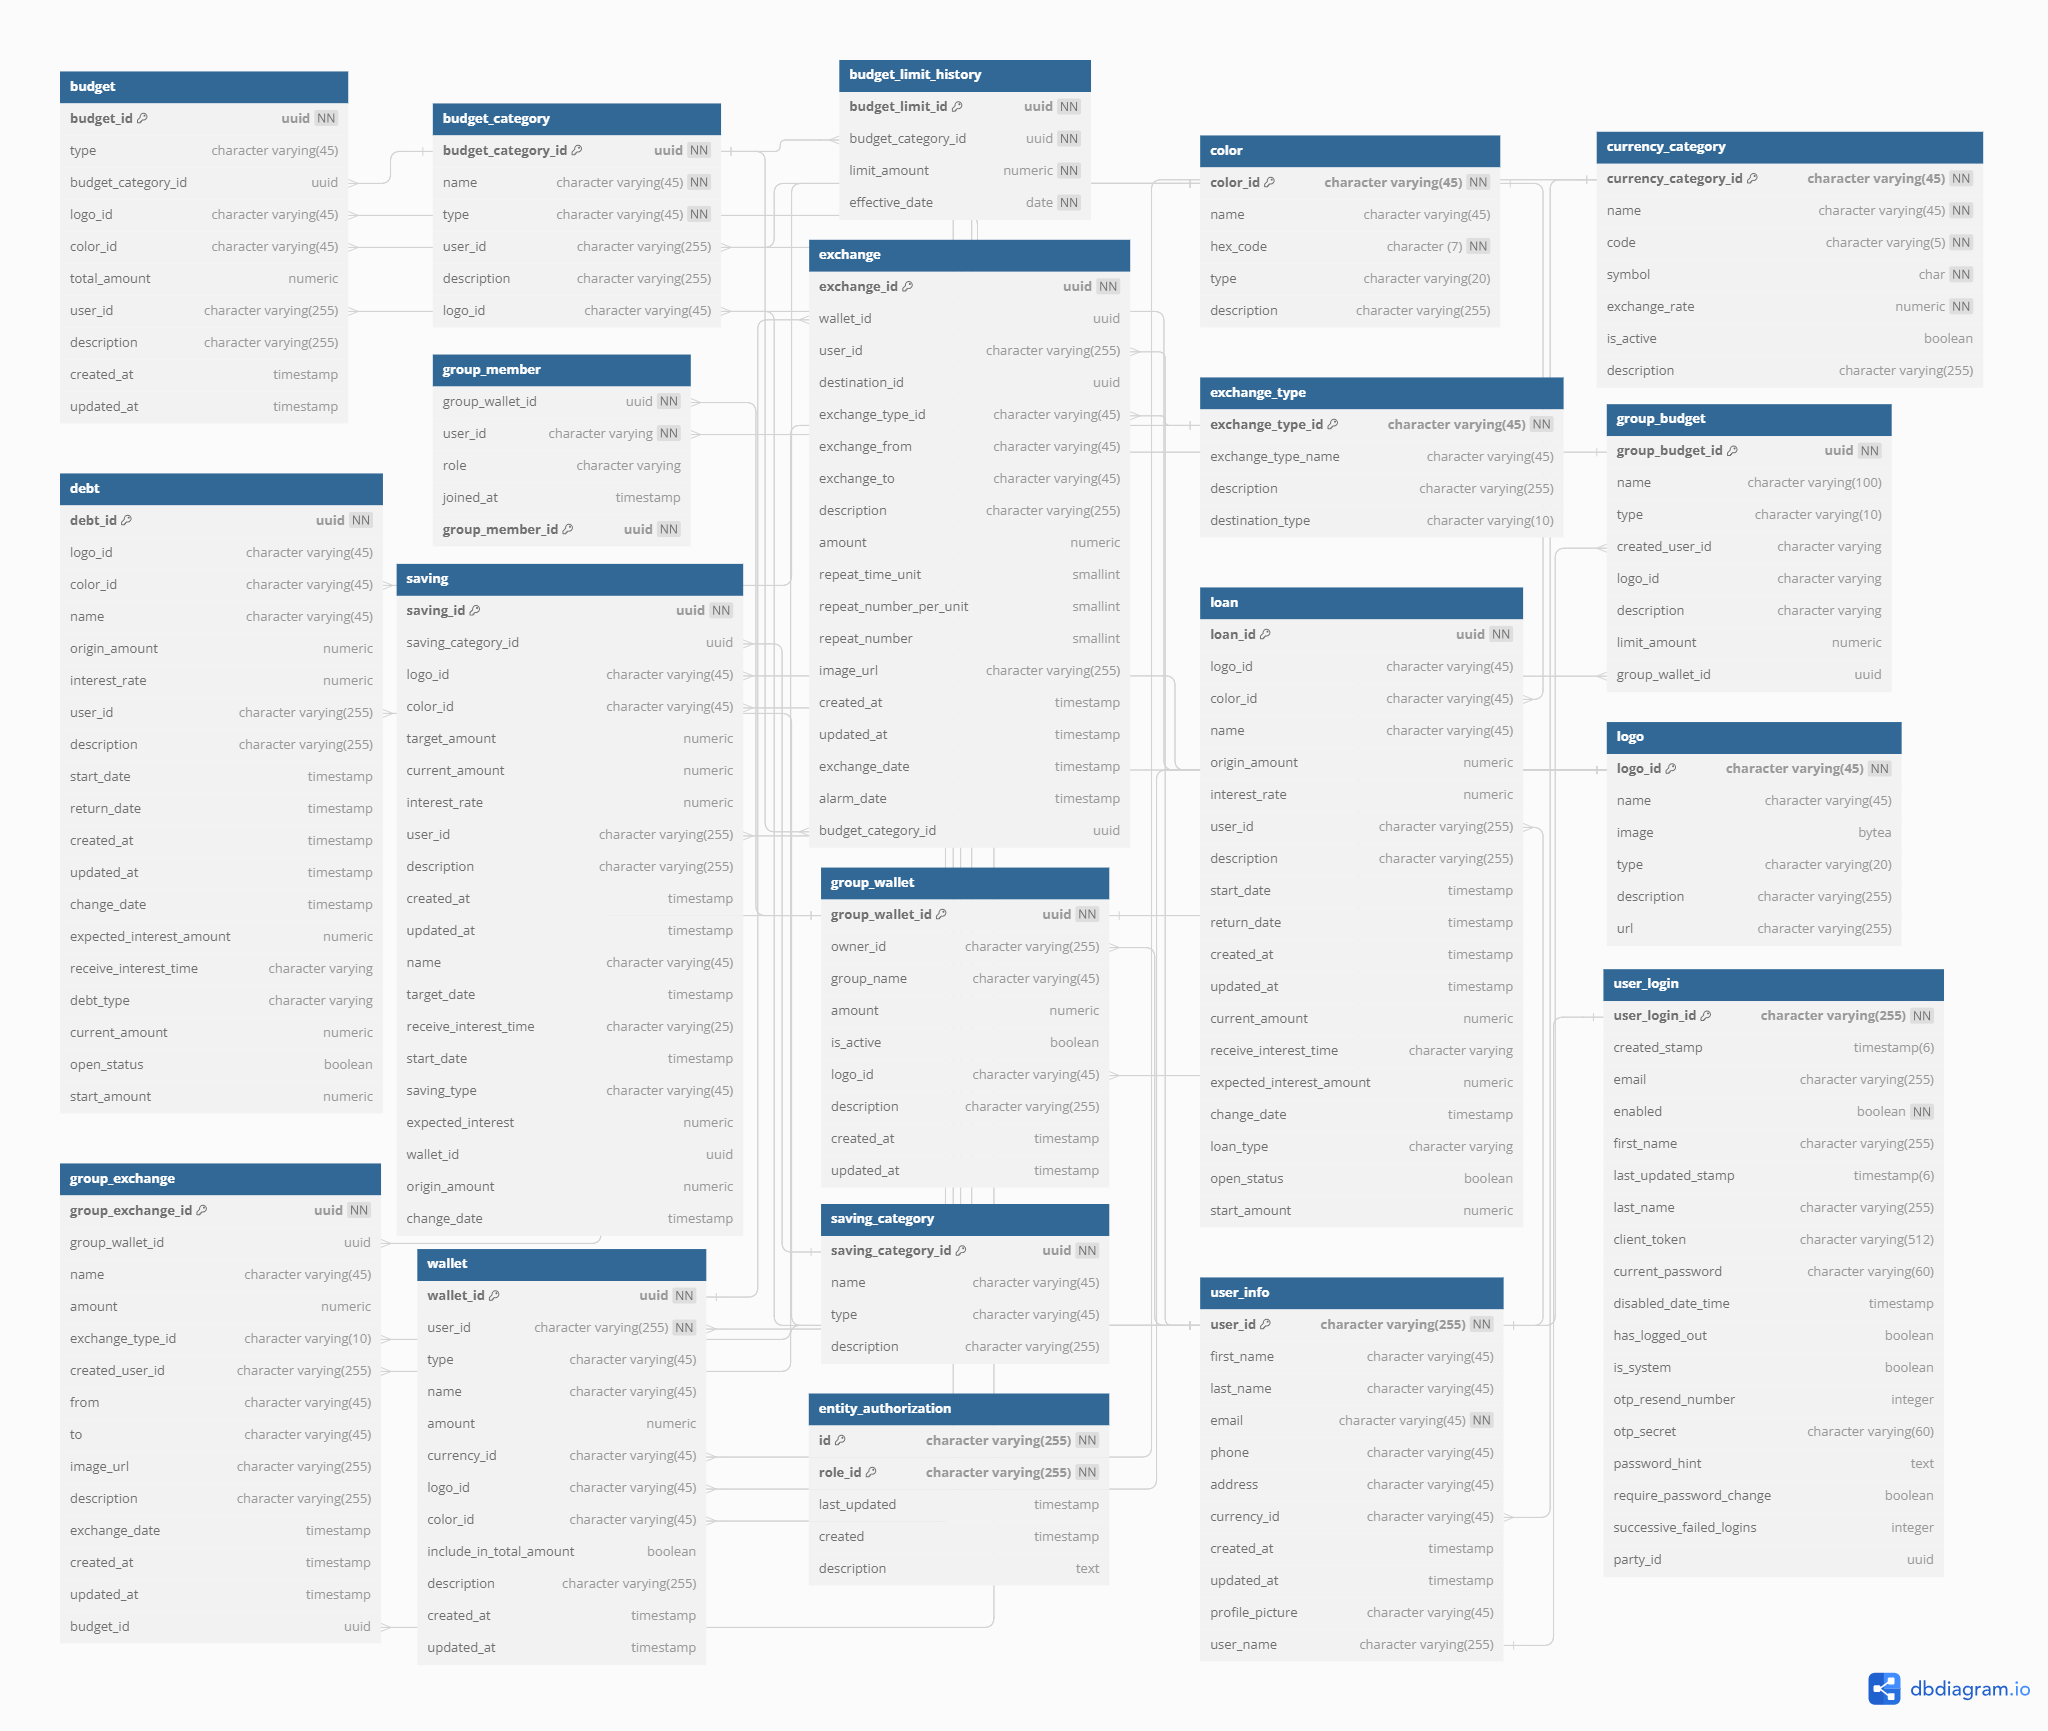 budget
budget_id uuid NN
type character varying(45)
budget_category_id uuid
logo_id character varying(45)
color_id character varying(45)
total_amount numeric
user_id character varying(255)
description character varying(255)
created_at timestamp
updated_at timestamp
budget_category
budget_category_id uuid NN
name character varying(45) NN
type character varying(45) NN
user_id character varying(255)
description character varying(255)
logo_id character varying(45)
budget_limit_history
budget_limit_id uuid NN
budget_category_id uuid NN
limit_amount numeric NN
effective_date date NN
color
color_id character varying(45) NN
name character varying(45)
hex_code character (7) NN
type character varying(20)
description character varying(255)
currency_category
currency_category_id character varying(45) NN
name character varying(45) NN
code character varying(5) NN
symbol char NN
exchange_rate numeric NN
is_active boolean
description character varying(255)
group_member
group_wallet_id uuid NN
user_id character varying NN
role character varying
joined_at timestamp
group_member_id uuid NN
exchange
exchange_id uuid NN
wallet_id uuid
user_id character varying(255)
destination_id uuid
exchange_type_id character varying(45)
exchange_from character varying(45)
exchange_to character varying(45)
description character varying(255)
amount numeric
repeat_time_unit smallint
repeat_number_per_unit smallint
repeat_number smallint
image_url character varying(255)
created_at timestamp
updated_at timestamp
exchange_date timestamp
alarm_date timestamp
budget_category_id uuid
exchange_type
exchange_type_id character varying(45) NN
exchange_type_name character varying(45)
description character varying(255)
destination_type character varying(10)
group_budget
group_budget_id uuid NN
name character varying(100)
type character varying(10)
created_user_id character varying
logo_id character varying
description character varying
limit_amount numeric
group_wallet_id uuid
debt
debt_id uuid NN
logo_id character varying(45)
color_id character varying(45)
name character varying(45)
origin_amount numeric
interest_rate numeric
user_id character varying(255)
description character varying(255)
start_date timestamp
return_date timestamp
created_at timestamp
updated_at timestamp
change_date timestamp
expected_interest_amount numeric
receive_interest_time character varying
debt_type character varying
current_amount numeric
open_status boolean
start_amount numeric
saving
saving_id uuid NN
saving_category_id uuid
logo_id character varying(45)
color_id character varying(45)
target_amount numeric
current_amount numeric
interest_rate numeric
user_id character varying(255)
description character varying(255)
created_at timestamp
updated_at timestamp
name character varying(45)
target_date timestamp
receive_interest_time character varying(25)
start_date timestamp
saving_type character varying(45)
expected_interest numeric
wallet_id uuid
origin_amount numeric
change_date timestamp
loan
loan_id uuid NN
logo_id character varying(45)
color_id character varying(45)
name character varying(45)
origin_amount numeric
interest_rate numeric
user_id character varying(255)
description character varying(255)
start_date timestamp
return_date timestamp
created_at timestamp
updated_at timestamp
current_amount numeric
receive_interest_time character varying
expected_interest_amount numeric
change_date timestamp
loan_type character varying
open_status boolean
start_amount numeric
logo
logo_id character varying(45) NN
name character varying(45)
image bytea
type character varying(20)
description character varying(255)
url character varying(255)
group_wallet
group_wallet_id uuid NN
owner_id character varying(255)
group_name character varying(45)
amount numeric
is_active boolean
logo_id character varying(45)
description character varying(255)
created_at timestamp
updated_at timestamp
user_login
user_login_id character varying(255) NN
created_stamp timestamp(6)
email character varying(255)
enabled boolean NN
first_name character varying(255)
last_updated_stamp timestamp(6)
last_name character varying(255)
client_token character varying(512)
current_password character varying(60)
disabled_date_time timestamp
has_logged_out boolean
is_system boolean
otp_resend_number integer
otp_secret character varying(60)
password_hint text
require_password_change boolean
successive_failed_logins integer
party_id uuid
group_exchange
group_exchange_id uuid NN
group_wallet_id uuid
name character varying(45)
amount numeric
exchange_type_id character varying(10)
created_user_id character varying(255)
from character varying(45)
to character varying(45)
image_url character varying(255)
description character varying(255)
exchange_date timestamp
created_at timestamp
updated_at timestamp
budget_id uuid
wallet
wallet_id uuid NN
user_id character varying(255) NN
type character varying(45)
name character varying(45)
amount numeric
currency_id character varying(45)
logo_id character varying(45)
color_id character varying(45)
include_in_total_amount boolean
description character varying(255)
created_at timestamp
updated_at timestamp
saving_category
saving_category_id uuid NN
name character varying(45)
type character varying(45)
description character varying(255)
entity_authorization
id character varying(255) NN
role_id character varying(255) NN
last_updated timestamp
created timestamp
description text
user_info
user_id character varying(255) NN
first_name character varying(45)
last_name character varying(45)
email character varying(45) NN
phone character varying(45)
address character varying(45)
currency_id character varying(45)
created_at timestamp
updated_at timestamp
profile_picture character varying(45)
user_name character varying(255)
dbdiagram.io